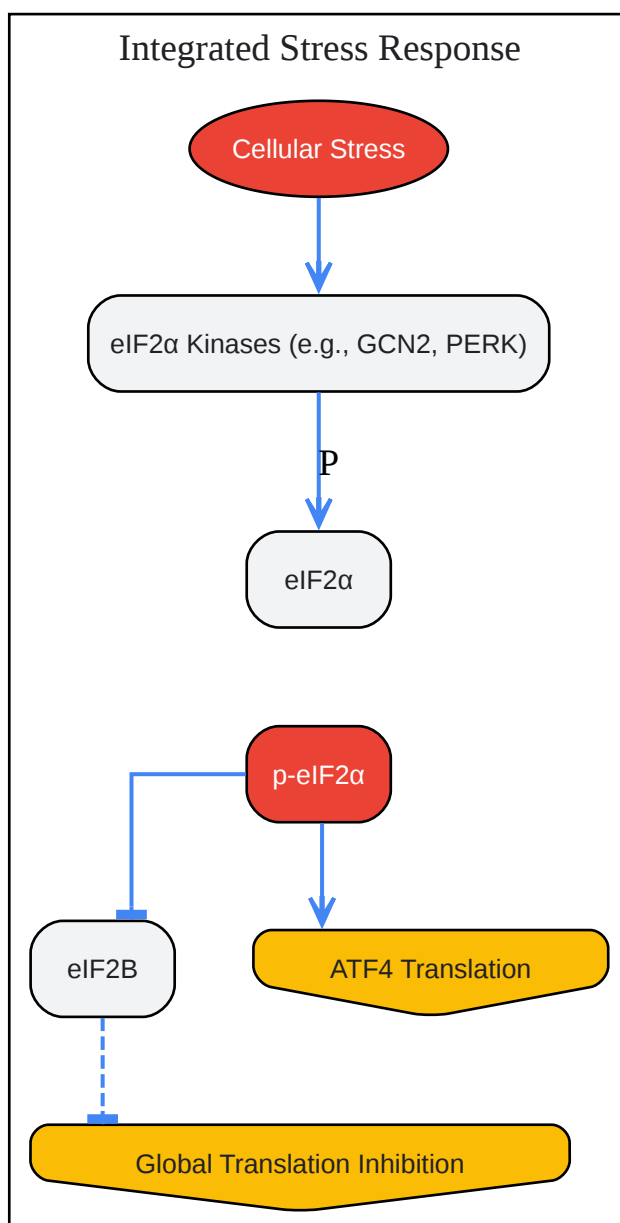 Integrated Stress Response
Cellular Stress
eIF2α Kinases (e.g., GCN2, PERK)
P
eIF2α
p-eIF2α
eIF2B
ATF4 Translation
Global Translation Inhibition